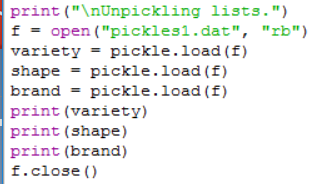 print("\nUnpickling lists.")
f = open("pickles1.dat", "rb")
variety = pickle.load(f)
shape = pickle.load(f)
brand = pickle.load(f)
print(variety)
print(shape)
print(brand)
f.close()